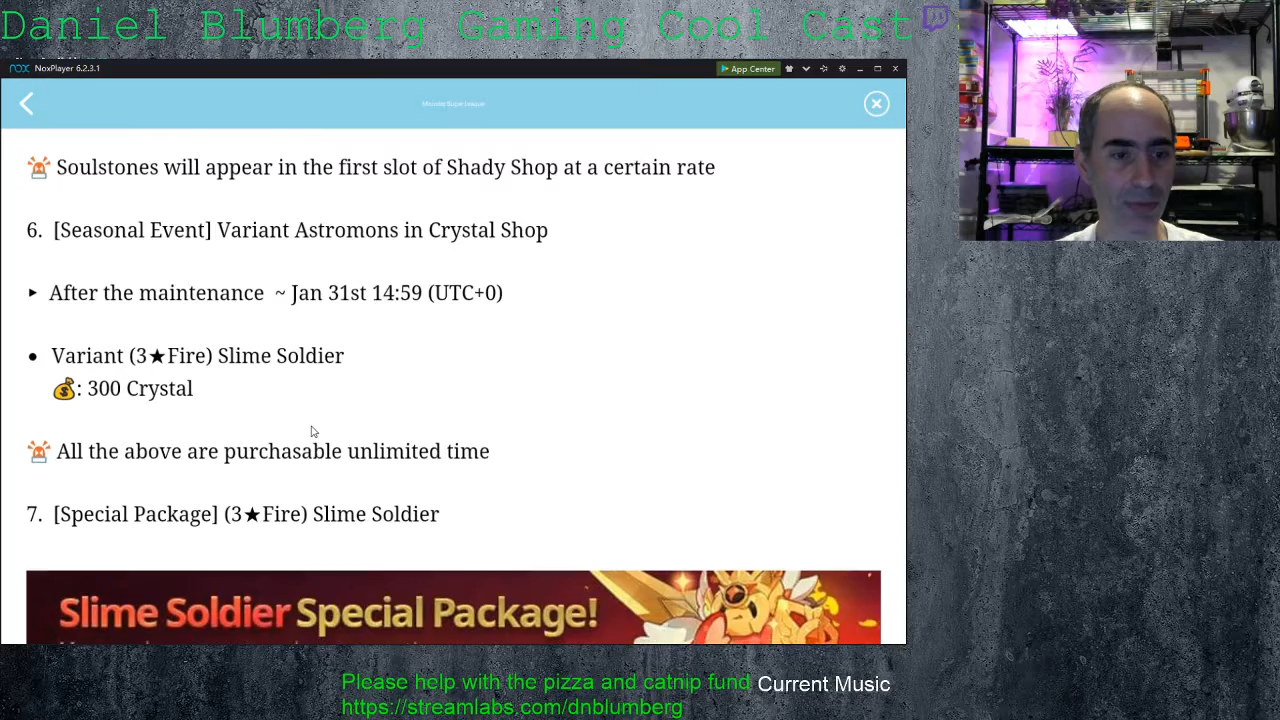 Daniel Blumberg Gaming Cool Cast
nox NoxPlayer 6.2.3.1
App Center
Monster Super League
Soulstones will appear in the first slot of Shady Shop at a certain rate
6. [Seasonal Event] Variant Astromons in Crystal Shop
▸ After the maintenance ~ Jan 31st 14:59 (UTC+0)
• Variant (3★Fire) Slime Soldier
💰: 300 Crystal
All the above are purchasable unlimited time
7. [Special Package] (3★Fire) Slime Soldier
Slime Soldier Special Package!
Please help with the pizza and catnip fund
https://streamlabs.com/dnblumberg
Current Music